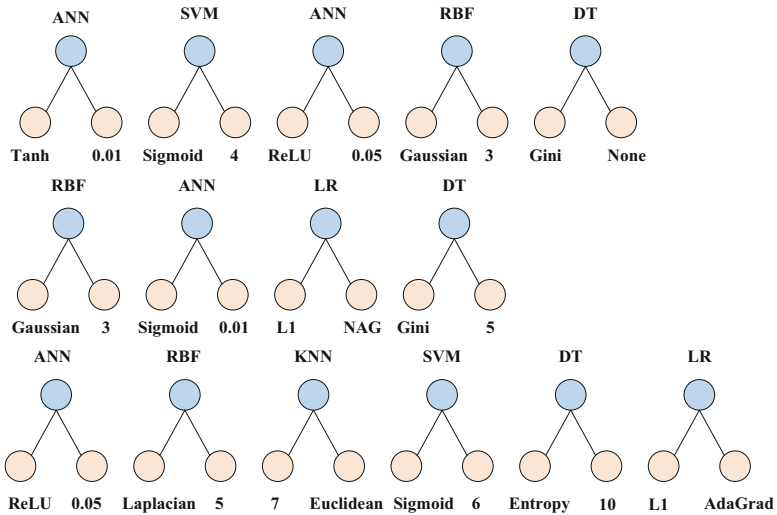 ANN SVM ANN RBF DT
Tanh 0.01 Sigmoid 4 ReLU 0.05 Gaussian 3 Gini None
RBF ANN LR DT
Gaussian 3 Sigmoid 0.01 L1 NAG Gini 5
ANN RBF KNN SVM DT LR
ReLU 0.05 Laplacian 5 7 Euclidean Sigmoid 6 Entropy 10 L1 AdaGrad